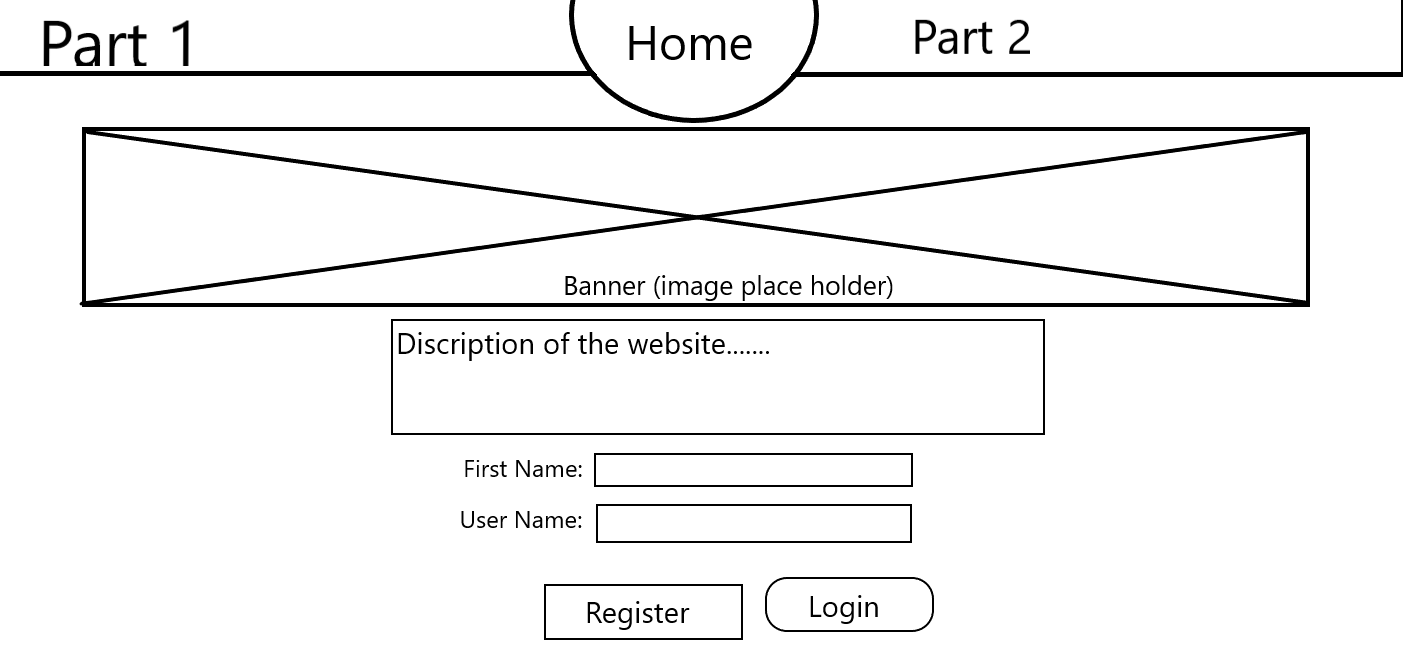 Part 1
Home
Part 2
Banner (image place holder)
Discription of the website.......
First Name:
User Name:
Register
Login